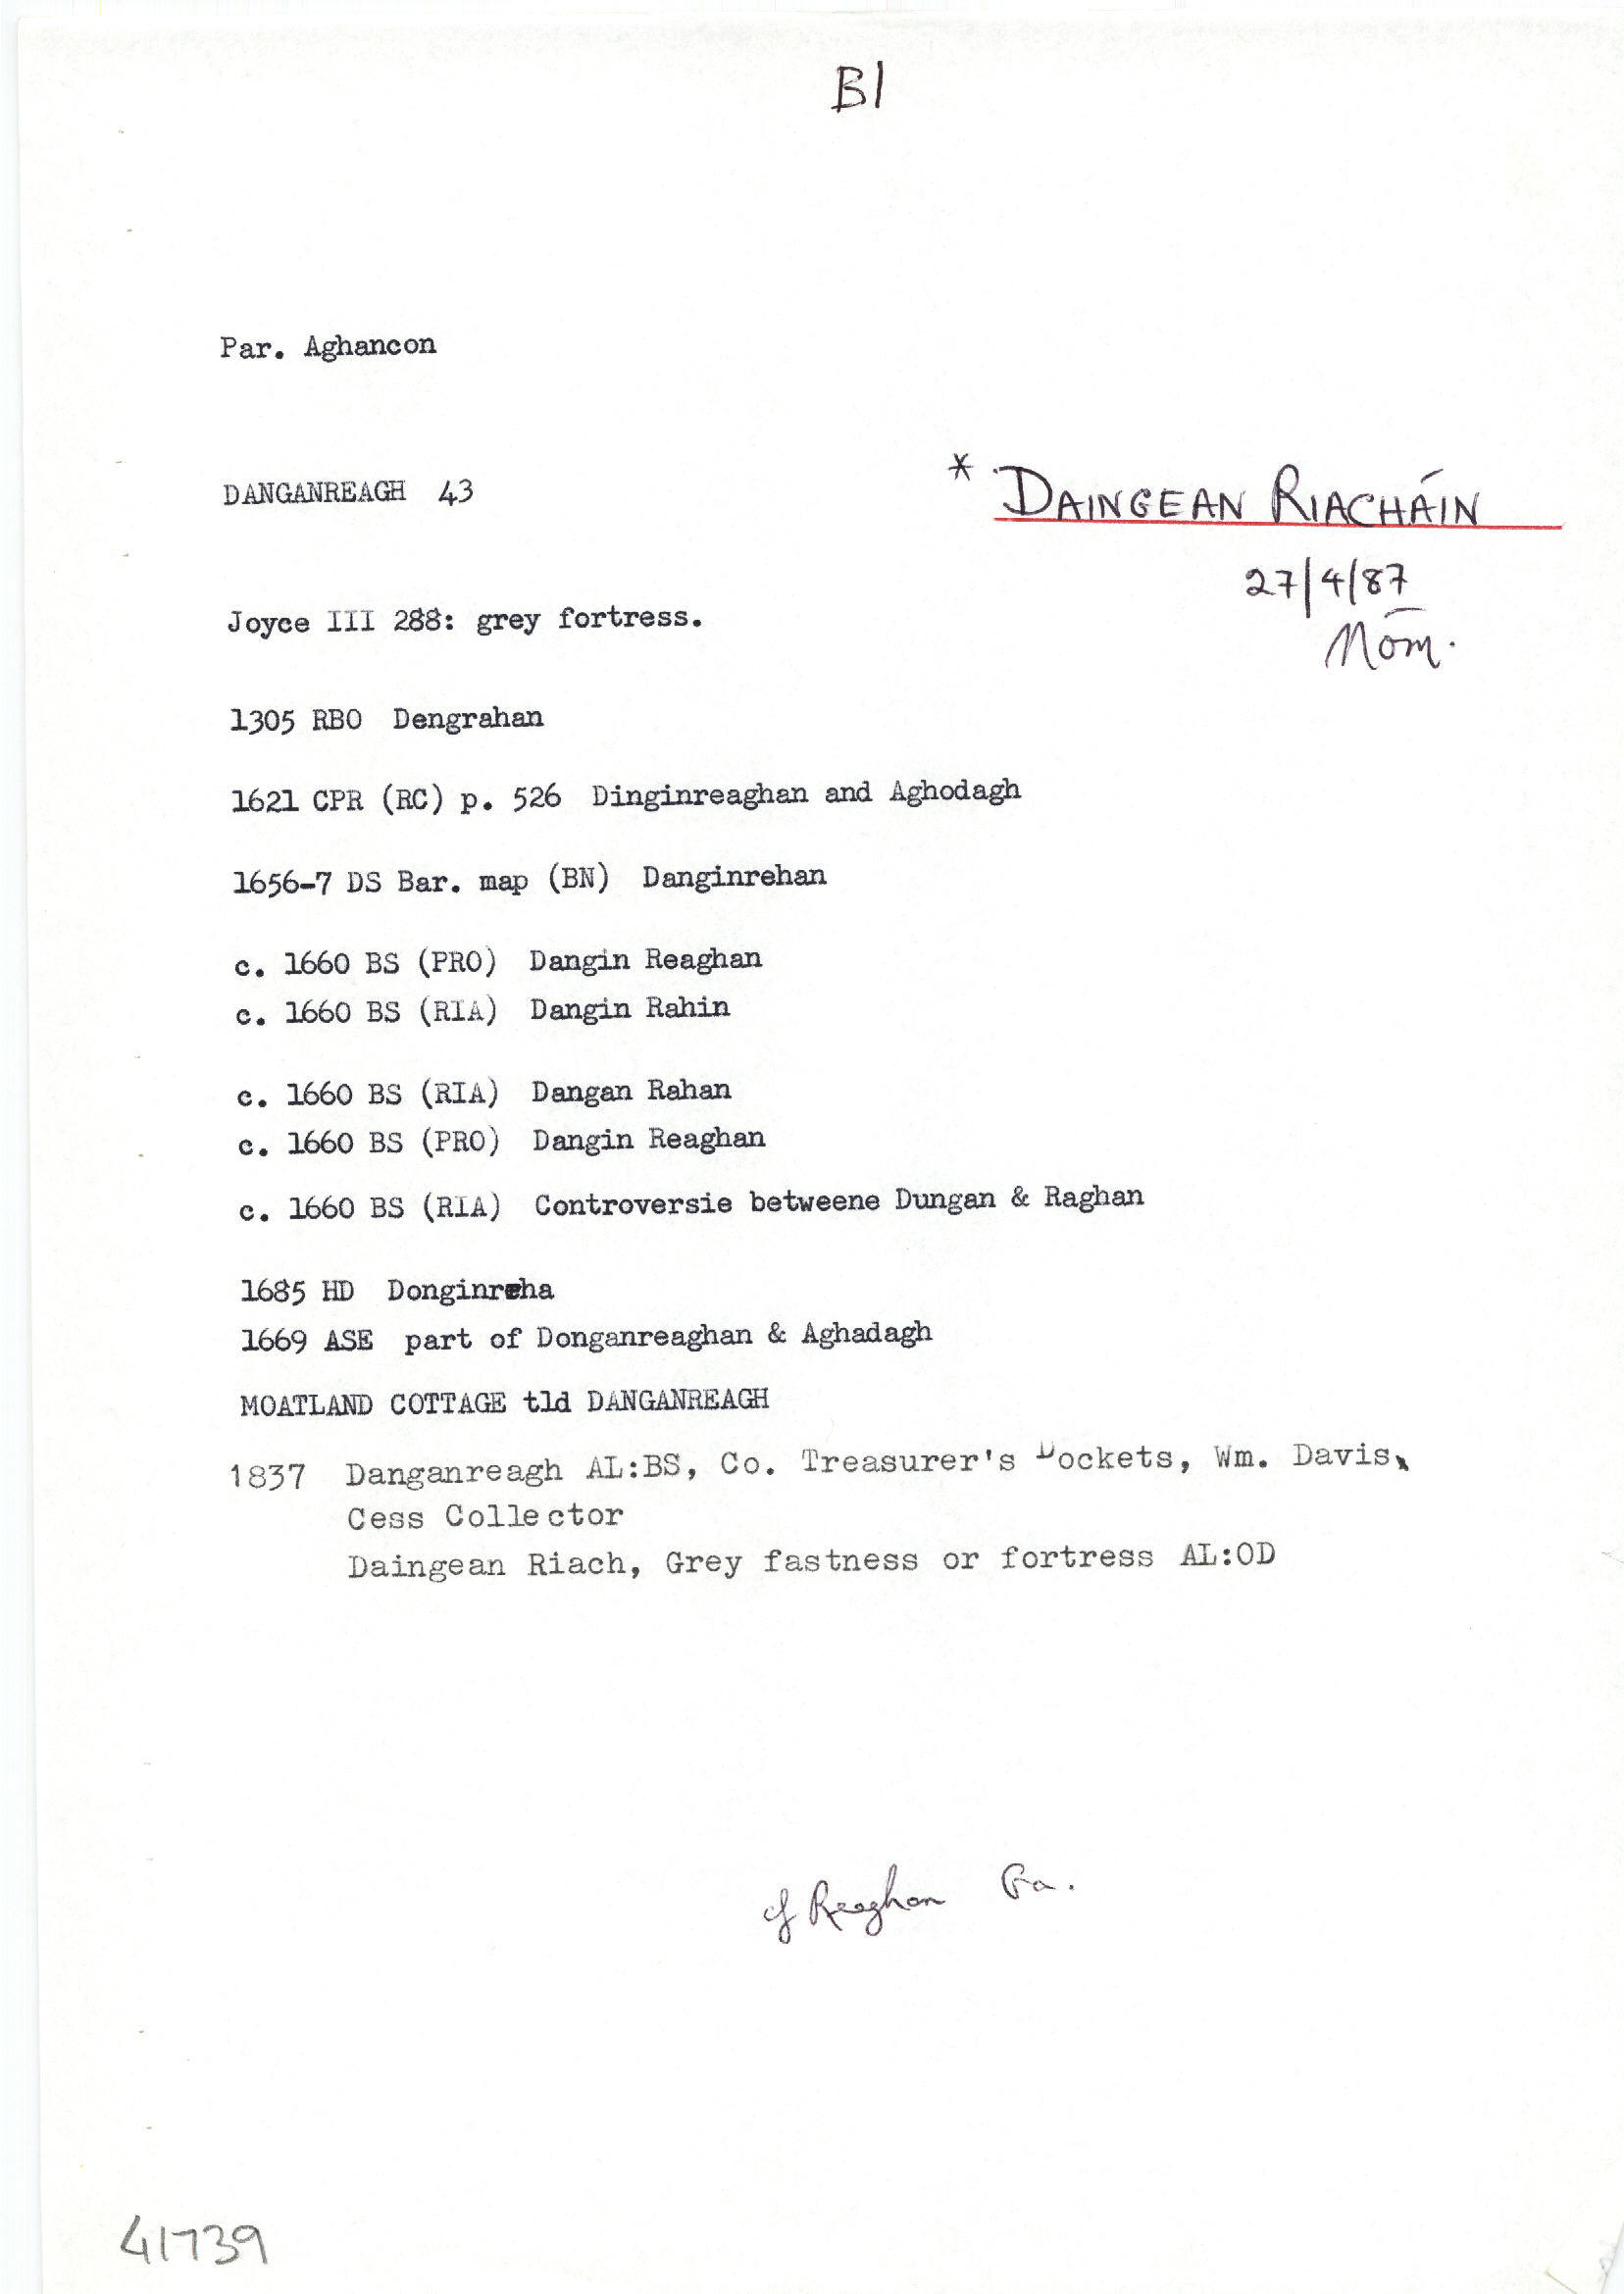 B1
Par. Aghancon
DANGANREAGH 43
* DAINGEAN RIACHÁIN
27/4/87
Joyce III 288: grey fortress.
1305 RBO Dengrahan
1621 CPR (RC) p. 526 Dinginreaghan and Aghodagh
1656-7 DS Bar. map (BN) Danginrehan
c. 1660 BS (PRO) Dangin Reaghan
c. 1660 BS (RIA) Dangin Rahin
c. 1660 BS (RIA) Dangan Rahan
c. 1660 BS (PRO) Dangin Reaghan
c. 1660 BS (RIA) Controversie betweene Dungan & Raghan
1685 HD Donginreha
1669 ASE part of Donganreaghan & Aghadagh
MOATLAND COTTAGE tld DANGANREAGH
1837 Danganreagh AL:BS, Co. Treasurer's Dockets, Wm. Davis,
Cess Collector
Daingean Riach, Grey fastness or fortress AL:OD
cf Reaghan Ga.
41739